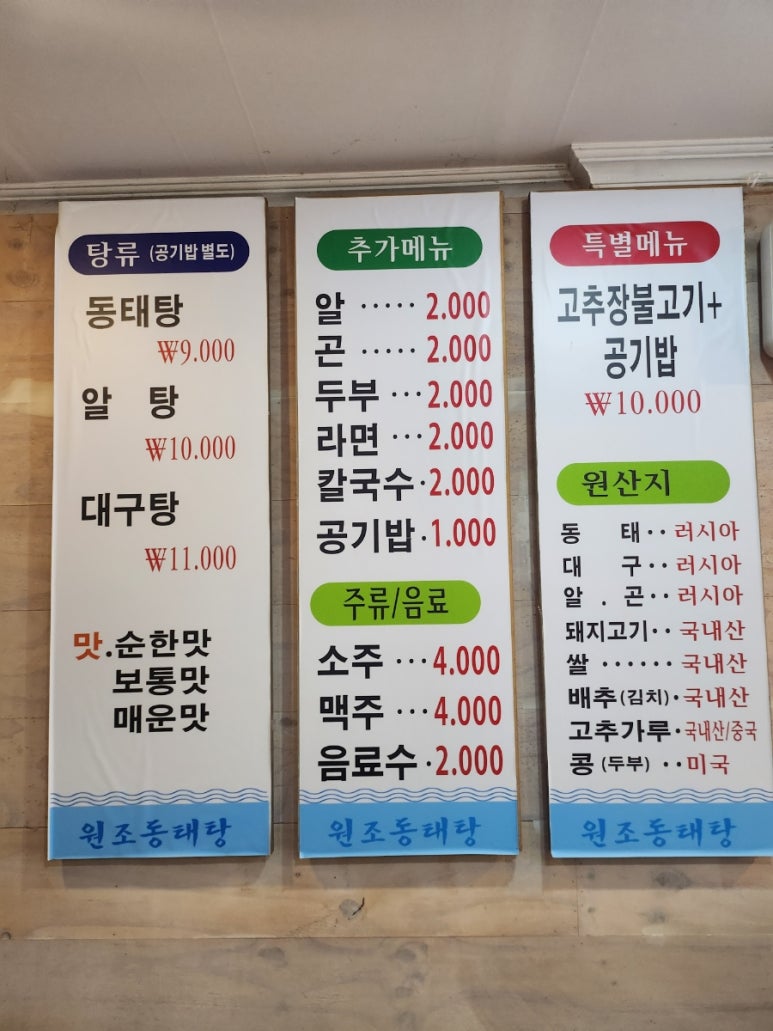 탕류 (공기밥 별도)
동태탕
₩9.000
알 탕
₩10.000
대구탕
₩11.000
맛.순한맛
보통맛
매운맛
원조동태탕
추가메뉴
알 ····· 2.000
곤 ····· 2.000
두부 ··· 2.000
라면 ··· 2.000
칼국수 · 2.000
공기밥 · 1.000
주류/음료
소주 ··· 4.000
맥주 ··· 4.000
음료수 · 2.000
원조동태탕
특별메뉴
고추장불고기+
공기밥
₩10.000
원산지
동 태 ·· 러시아
대 구 ·· 러시아
알 . 곤 ·· 러시아
돼지고기 ·· 국내산
쌀 ······ 국내산
배추(김치) · 국내산
고추가루 · 국내산/중국
콩 (두부) ·· 미국
원조동태탕